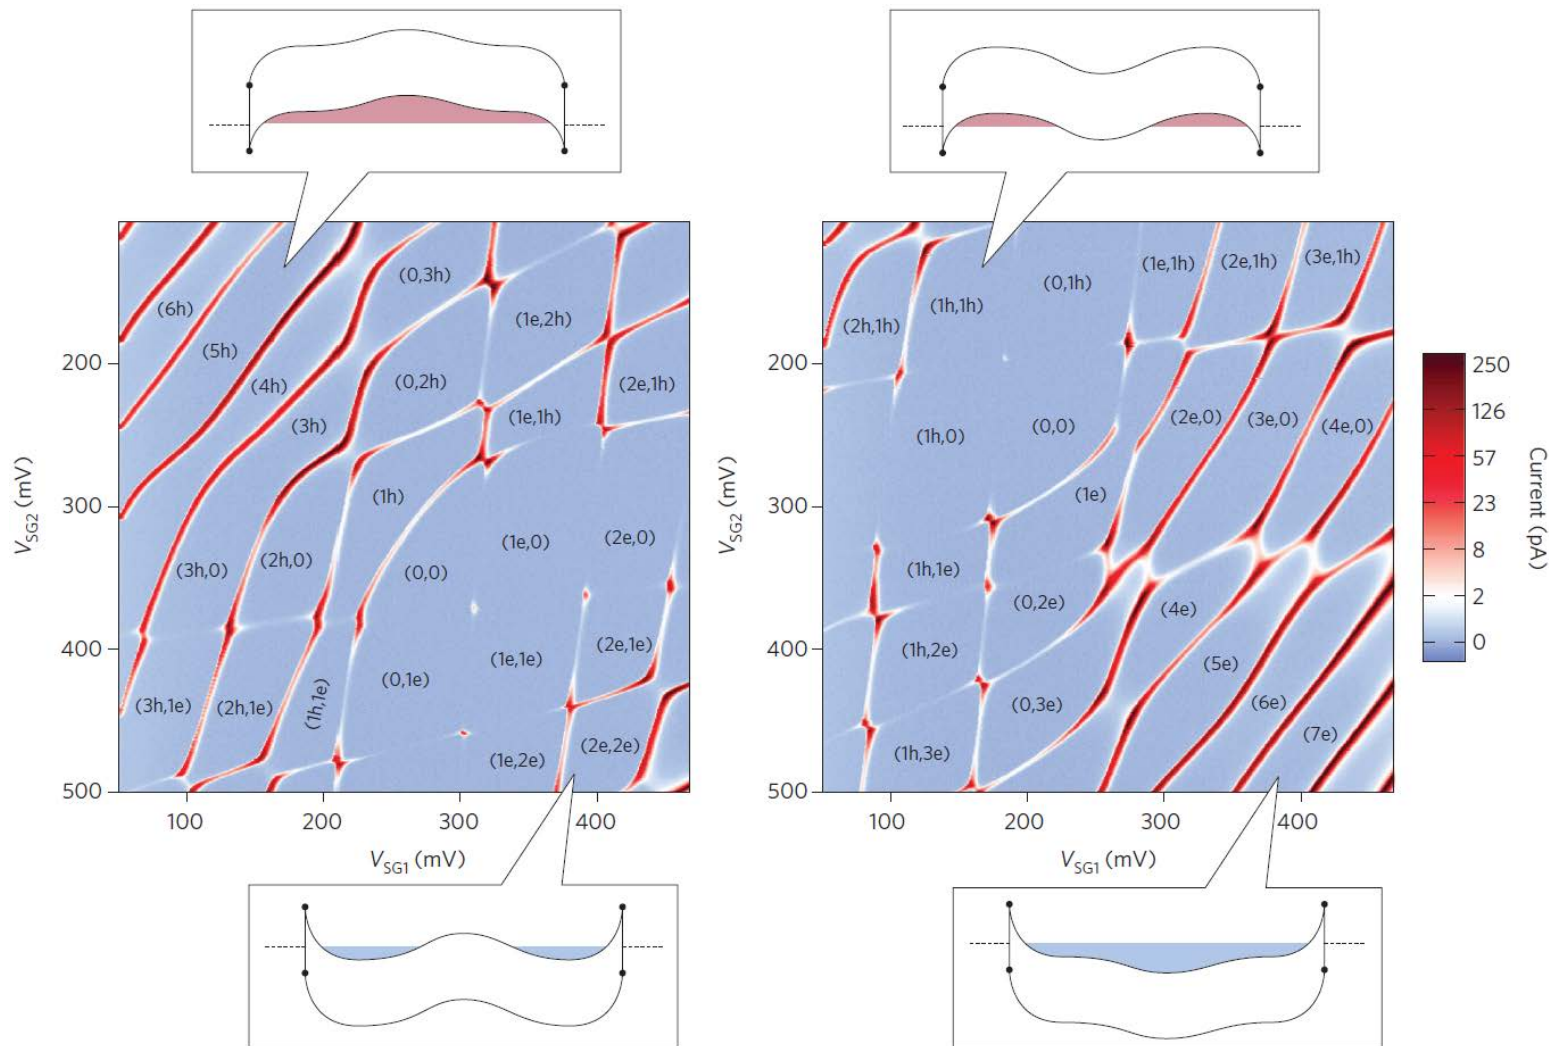 (6h)
(5h)
(4h)
(3h)
(0,3h)
(1e,2h)
(0,2h)
(2e,1h)
(1e,1h)
(1h)
(1e,0)
(2e,0)
(3h,0)
(2h,0)
(0,0)
(1e,1e)
(2e,1e)
(0,1e)
(3h,1e)
(2h,1e)
(1h,1e)
(1e,2e)
(2e,2e)
200
300
400
500
V_SG2 (mV)
100
200
300
400
V_SG1 (mV)
(1h,1h)
(2h,1h)
(0,1h)
(1e,1h)
(2e,1h)
(3e,1h)
(1h,0)
(0,0)
(2e,0)
(3e,0)
(4e,0)
(1e)
(1h,1e)
(0,2e)
(4e)
(1h,2e)
(5e)
(0,3e)
(6e)
(1h,3e)
(7e)
200
300
400
500
V_SG2 (mV)
100
200
300
400
V_SG1 (mV)
250
126
57
23
8
2
0
Current (pA)